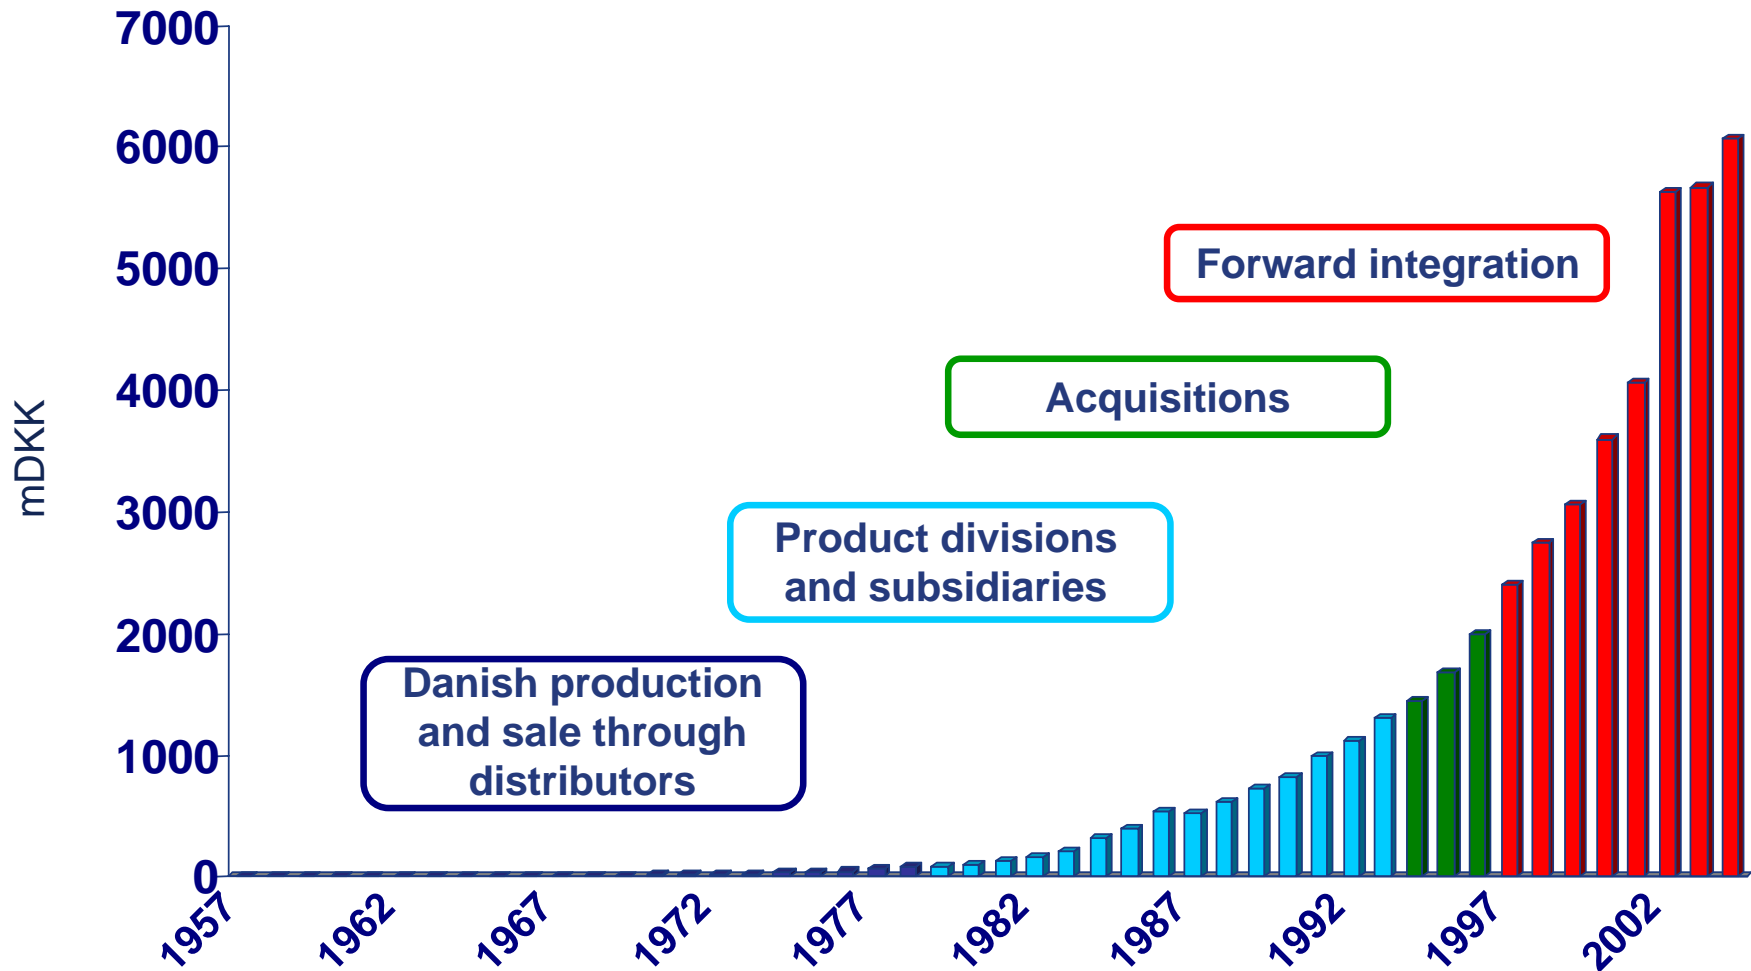 7000
6000
5000
4000
3000
2000
1000
0
mDKK
Forward integration
Acquisitions
Product divisions
and subsidiaries
Danish production
and sale through
distributors
1957
1962
1967
1972
1977
1982
1987
1992
1997
2002